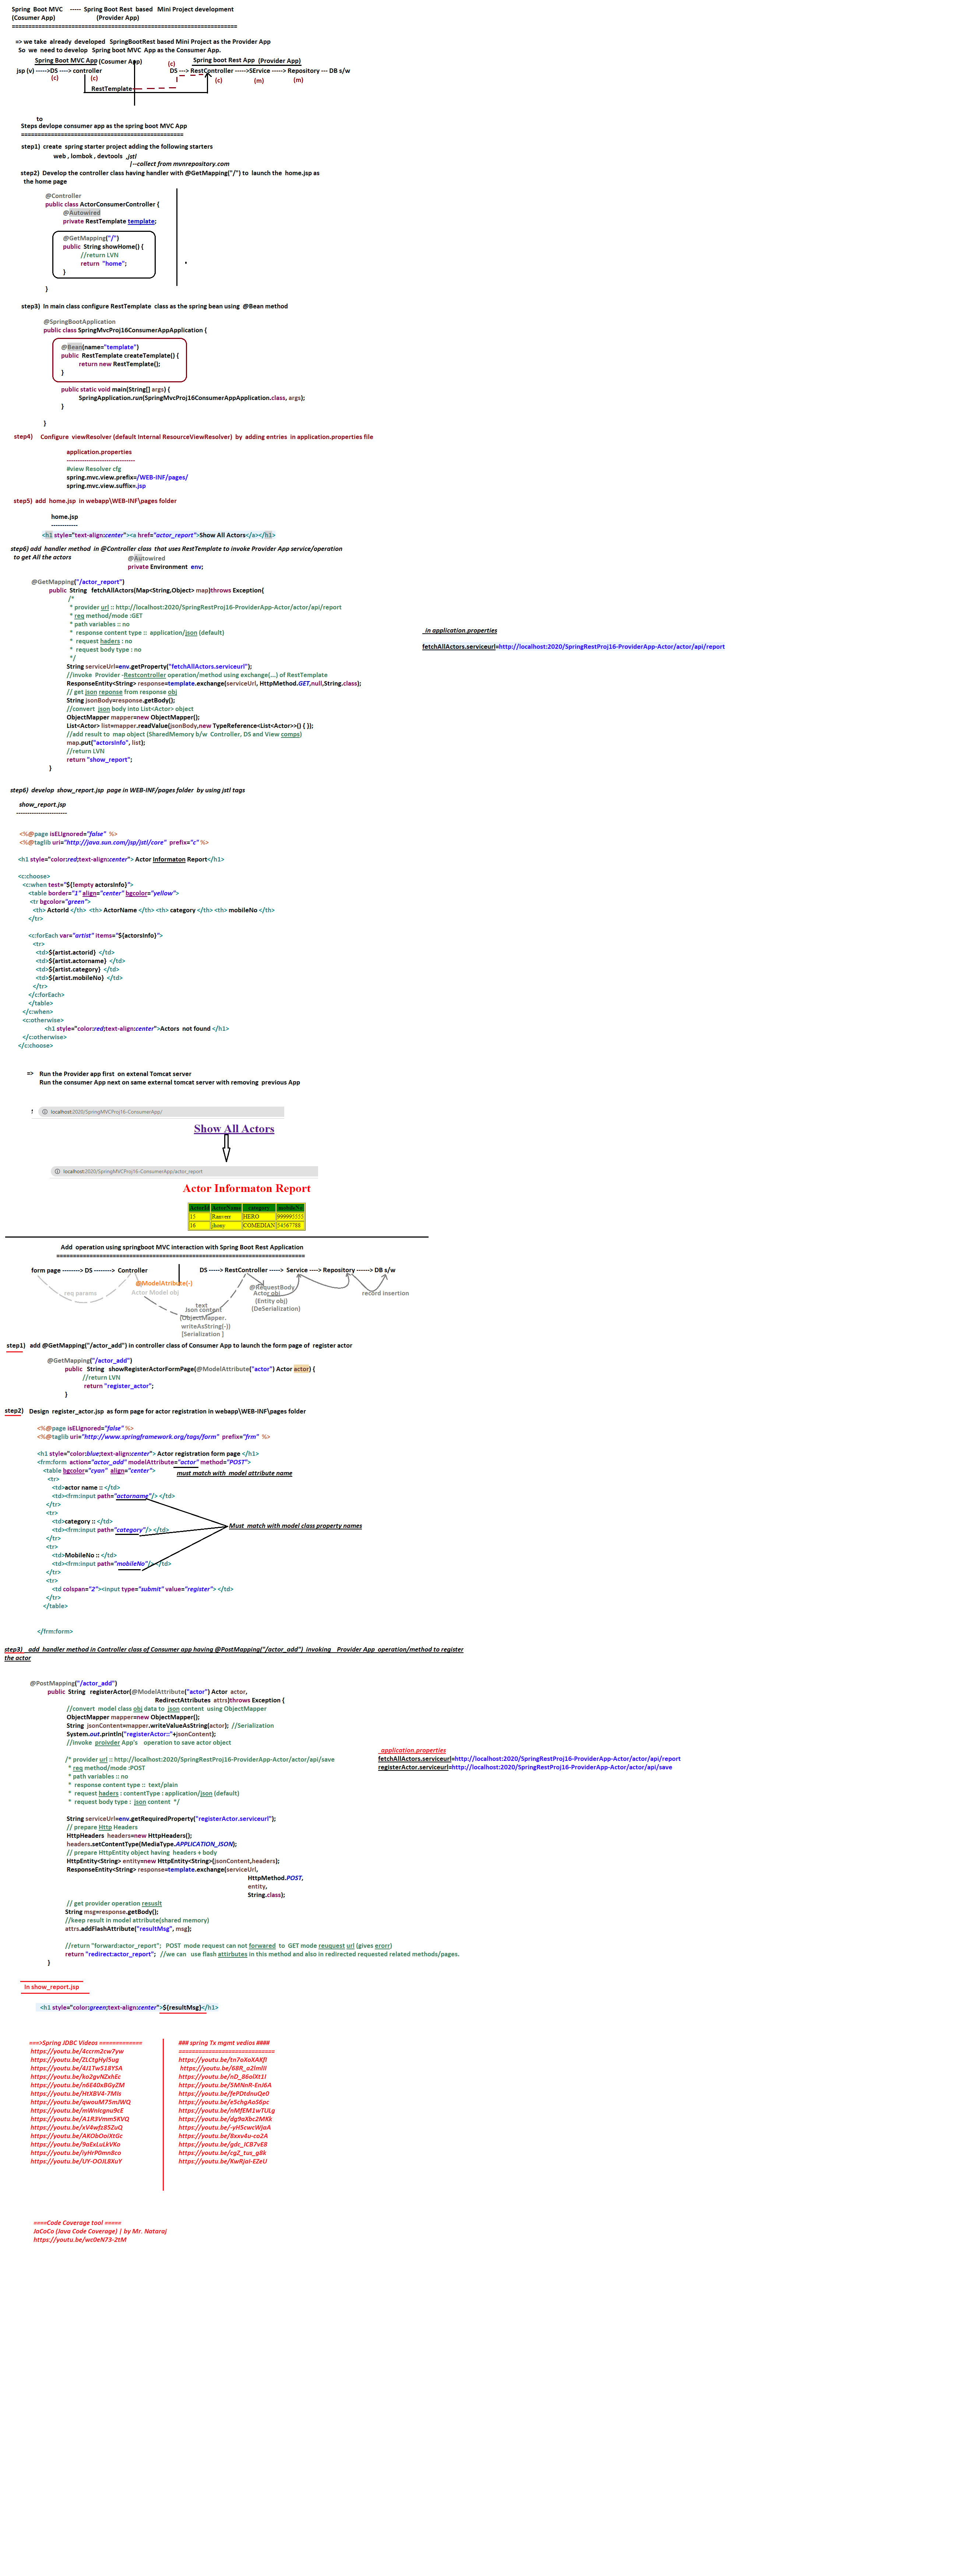 Spring Boot MVC ----- Spring Boot Rest based Mini Project development
(Cosumer App) (Provider App)
=====================================================================
=> we take already developed SpringBootRest based Mini Project as the Provider App
So we need to develop Spring boot MVC App as the Consumer App.
Spring Boot MVC App (Cosumer App) Spring boot Rest App (Provider App)
(c)
jsp (v) ----->DS ----> controller DS ---> RestController ----->SErvice ----> Repository --- DB s/w
(c) (c) (c) (m) (m)
RestTemplate
to
Steps devlope consumer app as the spring boot MVC App
==================================================
step1) create spring starter project adding the following starters
web , lombok , devtools ,jstl
|--collect from mvnrepository.com
step2) Develop the controller class having handler with @GetMapping("/") to launch the home.jsp as
the home page
@Controller
public class ActorConsumerController {
@Autowired
private RestTemplate template;
@GetMapping("/")
public String showHome() {
//return LVN
return "home";
}
}
step3) In main class configure RestTemplate class as the spring bean using @Bean method
@SpringBootApplication
public class SpringMvcProj16ConsumerAppApplication {
@Bean(name="template")
public RestTemplate createTemplate() {
return new RestTemplate();
}
public static void main(String[] args) {
SpringApplication.run(SpringMvcProj16ConsumerAppApplication.class, args);
}
}
step4) Configure viewResolver (default Internal ResourceViewResolver) by adding entries in application.properties file
application.properties
-------------------------------
#view Resolver cfg
spring.mvc.view.prefix=/WEB-INF/pages/
spring.mvc.view.suffix=.jsp
step5) add home.jsp in webapp\WEB-INF\pages folder
home.jsp
------------
<h1 style="text-align:center"><a href="actor_report">Show All Actors</a></h1>
step6) add handler method in @Controller class that uses RestTemplate to invoke Provider App service/operation
to get All the actors
@Autowired
private Environment env;
@GetMapping("/actor_report")
public String fetchAllActors(Map<String,Object> map)throws Exception{
/*
* provider url :: http://localhost:2020/SpringRestProj16-ProviderApp-Actor/actor/api/report
* req method/mode :GET
* path variables :: no
* response content type :: application/json (default)
* request haders : no
* request body type : no
*/
in application.properties
fetchAllActors.serviceurl=http://localhost:2020/SpringRestProj16-ProviderApp-Actor/actor/api/report
String serviceUrl=env.getProperty("fetchAllActors.serviceurl");
//invoke Provider -Restcontroller operation/method using exchange(...) of RestTemplate
ResponseEntity<String> response=template.exchange(serviceUrl, HttpMethod.GET,null,String.class);
// get json reponse from response obj
String jsonBody=response.getBody();
//convert json body into List<Actor> object
ObjectMapper mapper=new ObjectMapper();
List<Actor> list=mapper.readValue(jsonBody,new TypeReference<List<Actor>>() { });
//add result to map object (SharedMemory b/w Controller, DS and View comps)
map.put("actorsInfo", list);
//return LVN
return "show_report";
}
step6) develop show_report.jsp page in WEB-INF/pages folder by using jstl tags
show_report.jsp
-----------------------
<%@page isELIgnored="false" %>
<%@taglib uri="http://java.sun.com/jsp/jstl/core" prefix="c" %>
<h1 style="color:red;text-align:center"> Actor Informaton Report</h1>
<c:choose>
<c:when test="${!empty actorsInfo}">
<table border="1" align="center" bgcolor="yellow">
<tr bgcolor="green">
<th> ActorId </th> <th> ActorName </th> <th> category </th> <th> mobileNo </th>
</tr>
<c:forEach var="artist" items="${actorsInfo}">
<tr>
<td>${artist.actorid} </td>
<td>${artist.actorname} </td>
<td>${artist.category} </td>
<td>${artist.mobileNo} </td>
</tr>
</c:forEach>
</table>
</c:when>
<c:otherwise>
<h1 style="color:red;text-align:center">Actors not found </h1>
</c:otherwise>
</c:choose>
=> Run the Provider app first on extenal Tomcat server
Run the consumer App next on same external tomcat server with removing previous App
localhost:2020/SpringMVCProj16-ConsumerApp/
Show All Actors
localhost:2020/SpringMVCProj16-ConsumerApp/actor_report
Actor Informaton Report
ActorId ActorName category mobileNo
15 Ranveer HERO 999995555
16 jhony COMEDIAN 54567788
Add operation using springboot MVC interaction with Spring Boot Rest Application
============================================================================
form page --------> DS --------> Controller DS -----> RestController -----> Service ----> Repository------> DB s/w
@ModelAtribute(-)
Actor Model obj
req params
@RequestBody
Actor obj
(Entity obj)
(DeSerialization)
record insertion
text
Json content
(ObjectMapper.
writeAsString(-))
[Serialization ]
step1) add @GetMapping("/actor_add") in controller class of Consumer App to launch the form page of register actor
@GetMapping("/actor_add")
public String showRegisterActorFormPage(@ModelAttribute("actor") Actor actor) {
//return LVN
return "register_actor";
}
step2) Design register_actor.jsp as form page for actor registration in webapp\WEB-INF\pages folder
<%@page isELIgnored="false" %>
<%@taglib uri="http://www.springframework.org/tags/form" prefix="frm" %>
<h1 style="color:blue;text-align:center"> Actor registration form page </h1>
<frm:form action="actor_add" modelAttribute="actor" method="POST">
<table bgcolor="cyan" align="center"> must match with model attribute name
<tr>
<td>actor name :: </td>
<td><frm:input path="actorname"/> </td>
</tr>
<tr>
<td>category :: </td>
<td><frm:input path="category"/> </td> Must match with model class property names
</tr>
<tr>
<td>MobileNo :: </td>
<td><frm:input path="mobileNo"/></td>
</tr>
<tr>
<td colspan="2"><input type="submit" value="register"> </td>
</tr>
</table>
</frm:form>
step3) add handler method in Controller class of Consumer app having @PostMapping("/actor_add") invoking Provider App operation/method to register
the actor
@PostMapping("/actor_add")
public String registerActor(@ModelAttribute("actor") Actor actor,
RedirectAttributes attrs)throws Exception {
//convert model class obj data to json content using ObjectMapper
ObjectMapper mapper=new ObjectMapper();
String jsonContent=mapper.writeValueAsString(actor); //Serialization
System.out.println("registerActor::"+jsonContent);
//invoke proivder App's operation to save actor object
application.properties
fetchAllActors.serviceurl=http://localhost:2020/SpringRestProj16-ProviderApp-Actor/actor/api/report
registerActor.serviceurl=http://localhost:2020/SpringRestProj16-ProviderApp-Actor/actor/api/save
/* provider url :: http://localhost:2020/SpringRestProj16-ProviderApp-Actor/actor/api/save
* req method/mode :POST
* path variables :: no
* response content type :: text/plain
* request haders : contentType : application/json (default)
* request body type : json content */
String serviceUrl=env.getRequiredProperty("registerActor.serviceurl");
// prepare Http Headers
HttpHeaders headers=new HttpHeaders();
headers.setContentType(MediaType.APPLICATION_JSON);
// prepare HttpEntity object having headers + body
HttpEntity<String> entity=new HttpEntity<String>(jsonContent,headers);
ResponseEntity<String> response=template.exchange(serviceUrl,
HttpMethod.POST,
entity,
String.class);
// get provider operation resuslt
String msg=response.getBody();
//keep result in model attribute(shared memory)
attrs.addFlashAttribute("resultMsg", msg);
//return "forward:actor_report"; POST mode request can not forwared to GET mode reuquest url (gives erorr)
return "redirect:actor_report"; //we can use flash attirbutes in this method and also in redirected requested related methods/pages.
}
In show_report.jsp
<h1 style="color:green;text-align:center">${resultMsg}</h1>
===>Spring JDBC Videos ============= ### spring Tx mgmt vedios ####
https://youtu.be/4ccrm2cw7yw =============================
https://youtu.be/ZLCtgHyl5ug https://youtu.be/tn7oXoXAKfI
https://youtu.be/4J1Tw518Y5A https://youtu.be/68R_a2lmill
https://youtu.be/ko2gvNZxhEc https://youtu.be/nD_86olXt1I
https://youtu.be/n6E40xBGyZM https://youtu.be/5MNnR-EnJ6A
https://youtu.be/HtXBV4-7Mis https://youtu.be/fePDtdnuQe0
https://youtu.be/qwouM75mJWQ https://youtu.be/e5chgAaS6pc
https://youtu.be/mWnIcgnu9cE https://youtu.be/nMfEM1wTULg
https://youtu.be/A1R3Vmm5KVQ https://youtu.be/dg9aXbc2MKk
https://youtu.be/xV4wfz85ZuQ https://youtu.be/-yH5cwcWjaA
https://youtu.be/AKObOoiXtGc https://youtu.be/8xxv4u-co2A
https://youtu.be/9aExLuLkVKo https://youtu.be/gdc_ICB7vE8
https://youtu.be/iyHrP0mn8co https://youtu.be/cgZ_tus_g8k
https://youtu.be/UY-OOJL8XuY https://youtu.be/KwRjaI-EZeU
====Code Coverage tool =====
JaCoCo (Java Code Coverage) | by Mr. Nataraj
https://youtu.be/wc0eN73-2tM